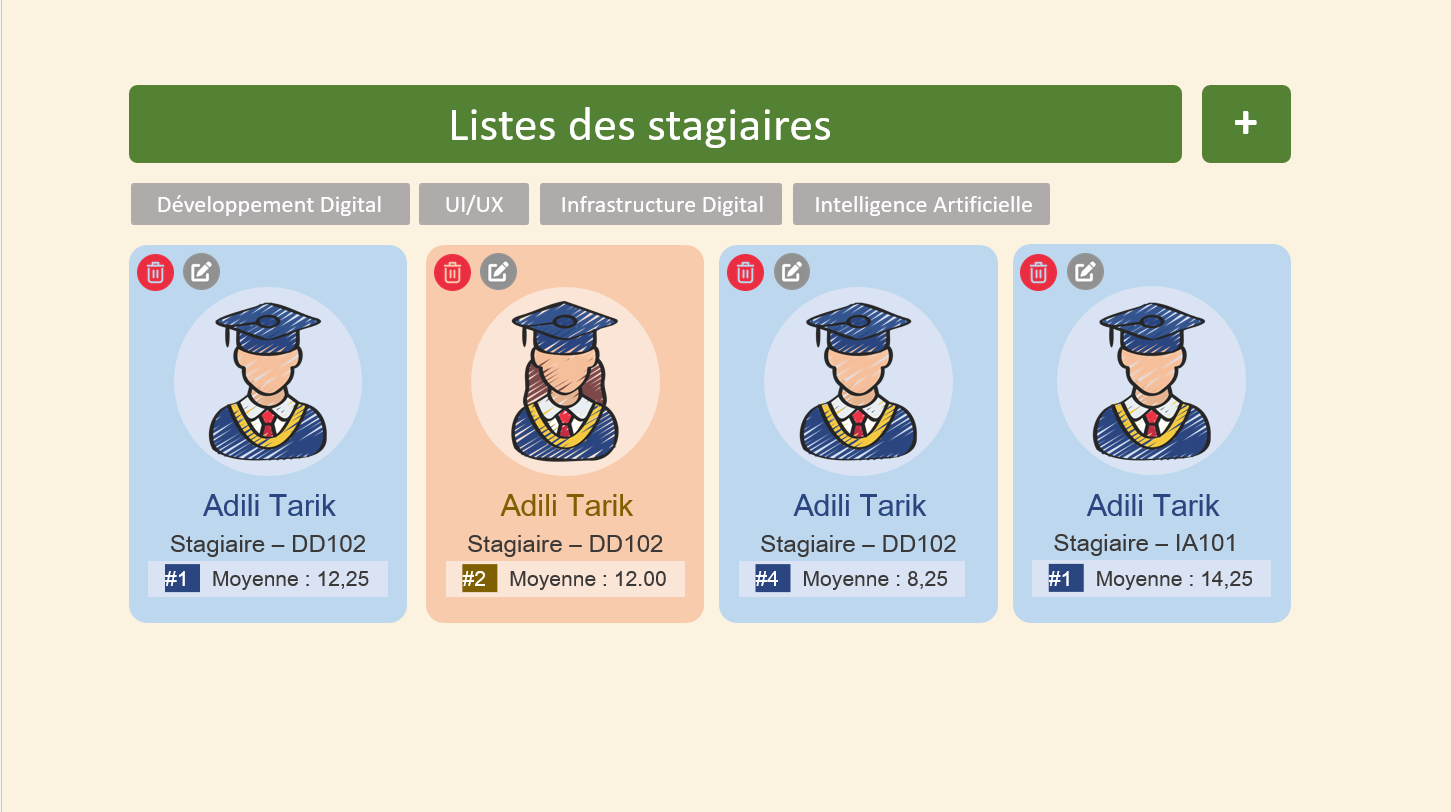 Listes des stagiaires
+
Développement Digital
UI/UX
Infrastructure Digital
Intelligence Artificielle
Adili Tarik
Stagiaire – DD102
#1 Moyenne : 12,25
Adili Tarik
Stagiaire – DD102
#2 Moyenne : 12.00
Adili Tarik
Stagiaire – DD102
#4 Moyenne : 8,25
Adili Tarik
Stagiaire – IA101
#1 Moyenne : 14,25